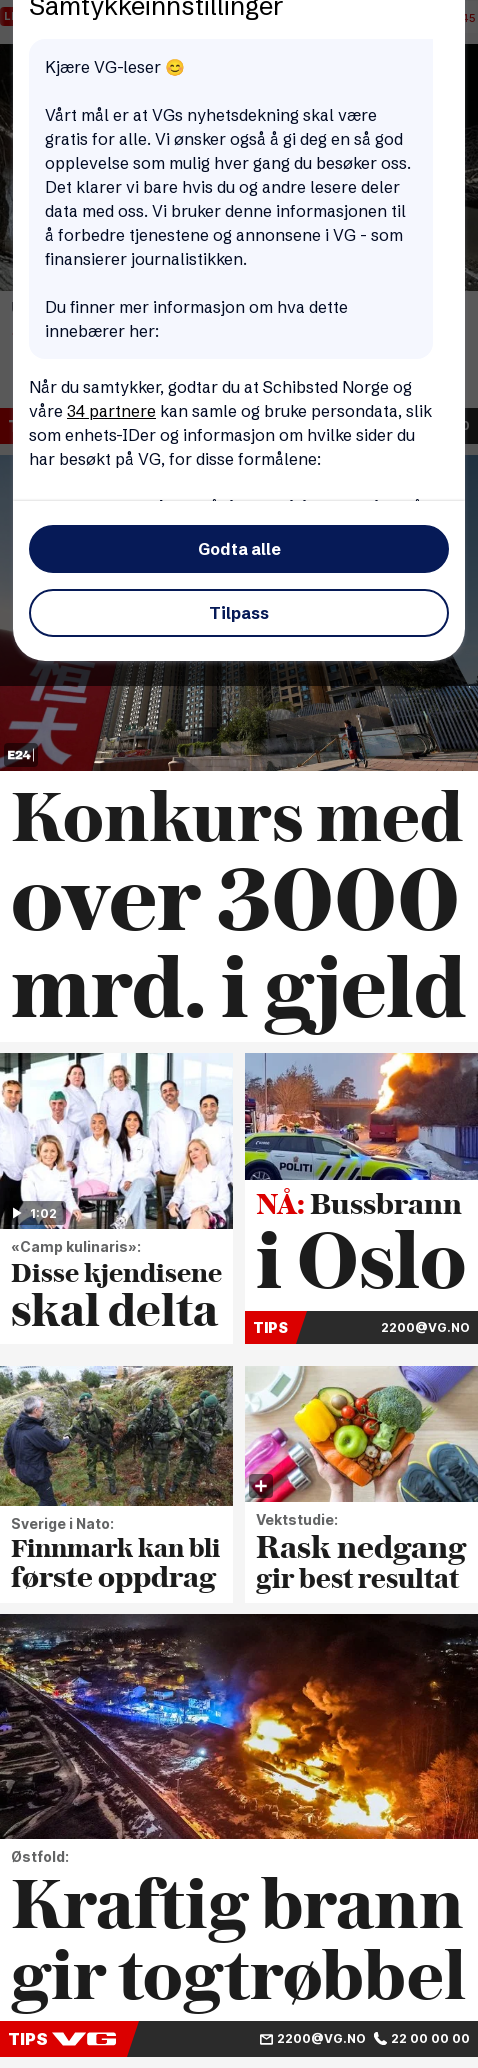 Samtykkeinnstillinger
Kjære VG-leser 😊
Vårt mål er at VGs nyhetsdekning skal være
gratis for alle. Vi ønsker også å gi deg en så god
opplevelse som mulig hver gang du besøker oss.
Det klarer vi bare hvis du og andre lesere deler
data med oss. Vi bruker denne informasjonen til
å forbedre tjenestene og annonsene i VG - som
finansierer journalistikken.
Du finner mer informasjon om hva dette
innebærer her:
Når du samtykker, godtar du at Schibsted Norge og
våre 34 partnere kan samle og bruke persondata, slik
som enhets-IDer og informasjon om hvilke sider du
har besøkt på VG, for disse formålene:
Godta alle
Tilpass
恒大
E24
Konkurs med
over 3000
mrd. i gjeld
1:02
«Camp kulinaris»:
Disse kjendisene
skal delta
POLITI
NÅ: Bussbrann
i Oslo
TIPS 2200@VG.NO
Sverige i Nato:
Finnmark kan bli
første oppdrag
Vektstudie:
Rask nedgang
gir best resultat
Østfold:
Kraftig brann
gir togtrøbbel
TIPS VG 2200@VG.NO 22 00 00 00